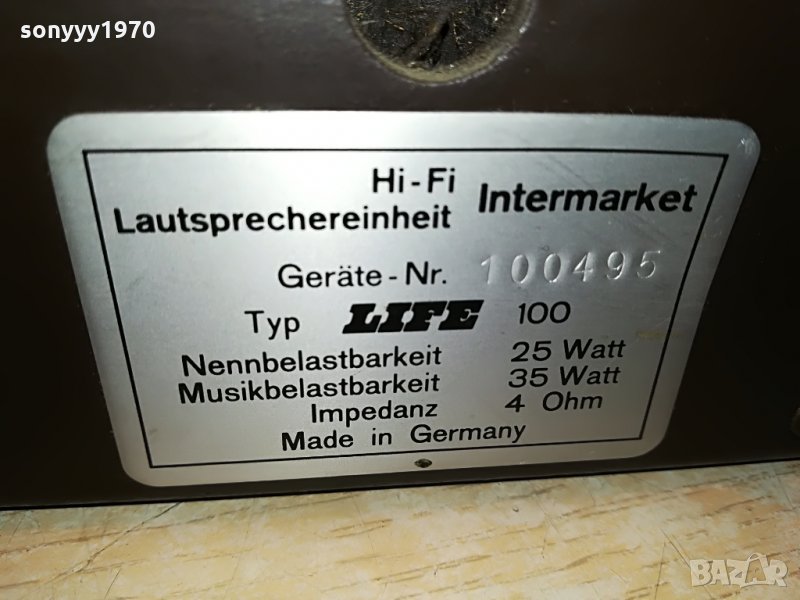 sonyyy1970
Hi-Fi
Lautsprechereinheit Intermarket
Geräte-Nr. 100495
Typ LIFE 100
Nennbelastbarkeit 25 Watt
Musikbelastbarkeit 35 Watt
Impedanz 4 Ohm
Made in Germany
BAZAR